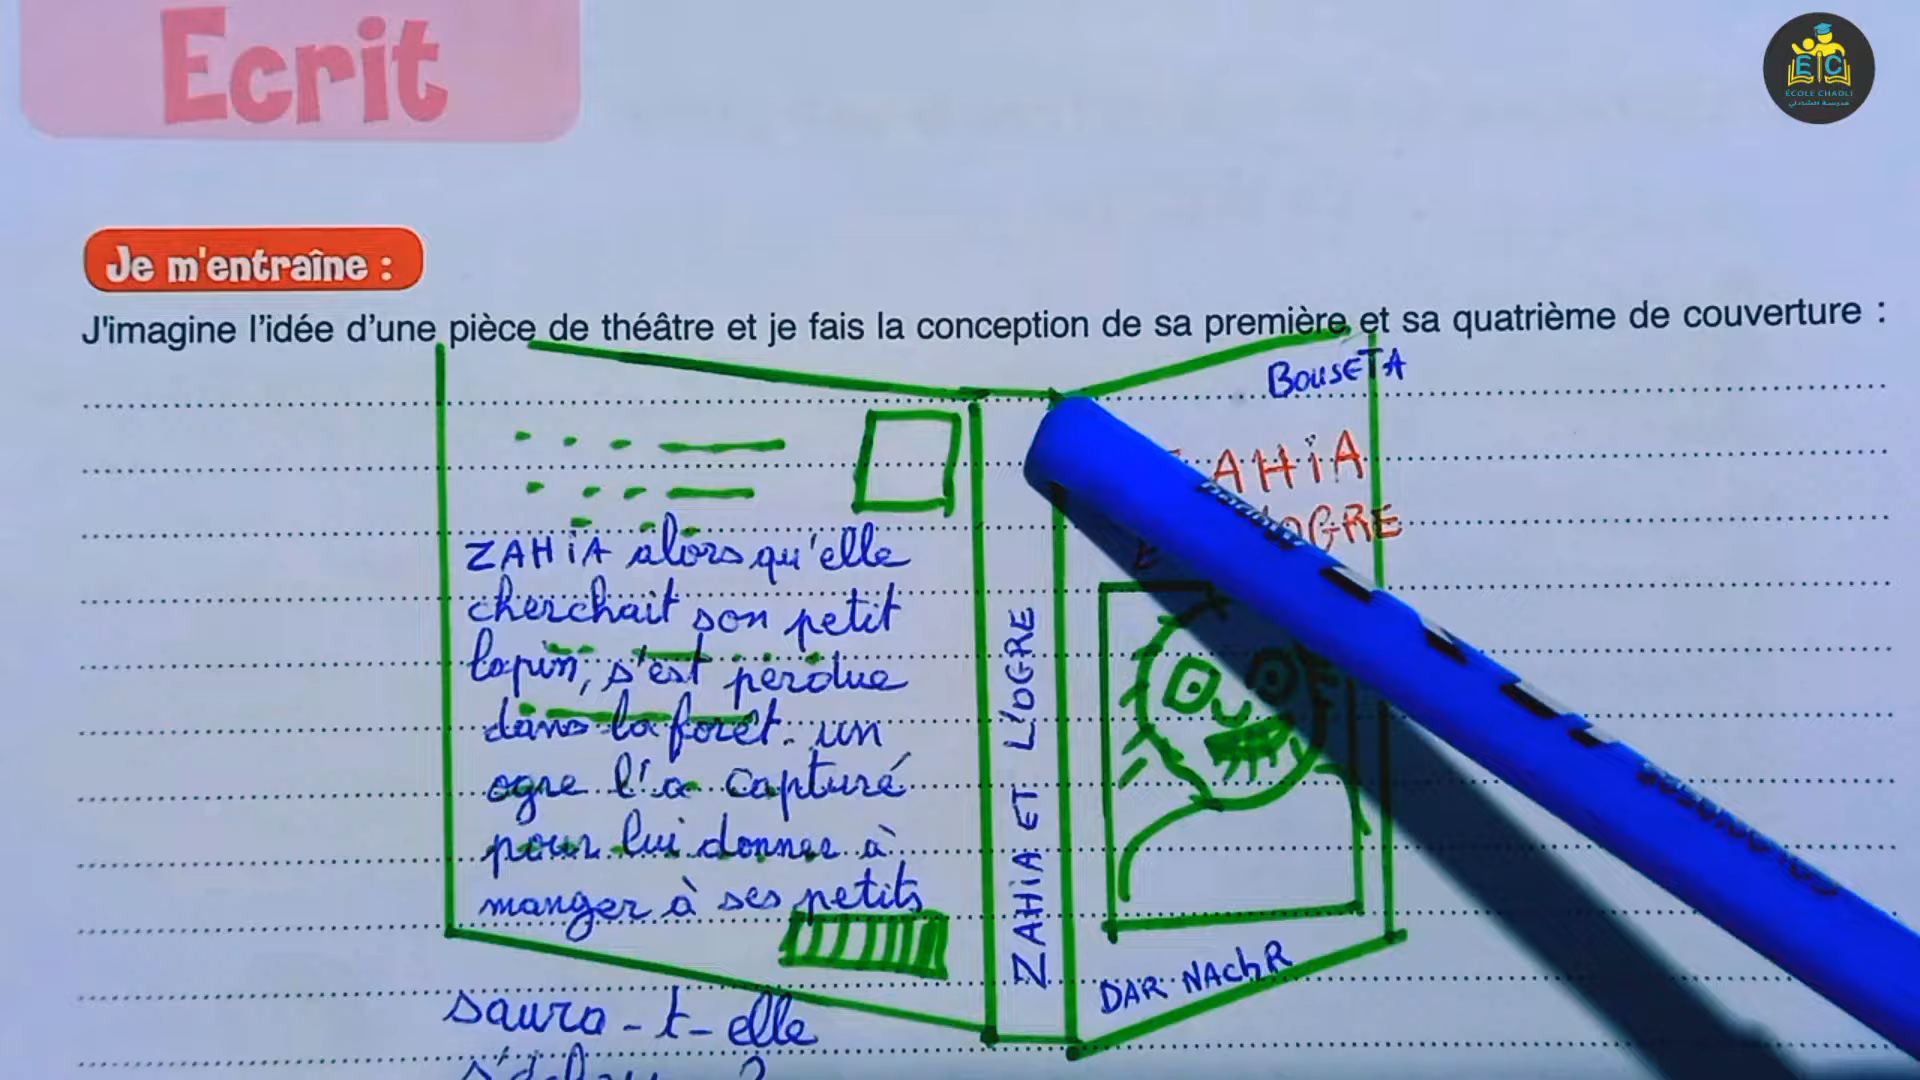 Ecrit
ÉCOLE CHADLI
Je m'entraîne :
J'imagine l'idée d'une pièce de théâtre et je fais la conception de sa première et sa quatrième de couverture :
BOUSETA
AHiA
OGRE
ZAHiA alors qu'elle
cherchait son petit
lapin, s'est perdue
dans la forêt. un
ogre l'a capturé
pour lui donner à
manger à ses petits
saura-t-elle
ZAHiA ET L'OGRE
DAR NAchR